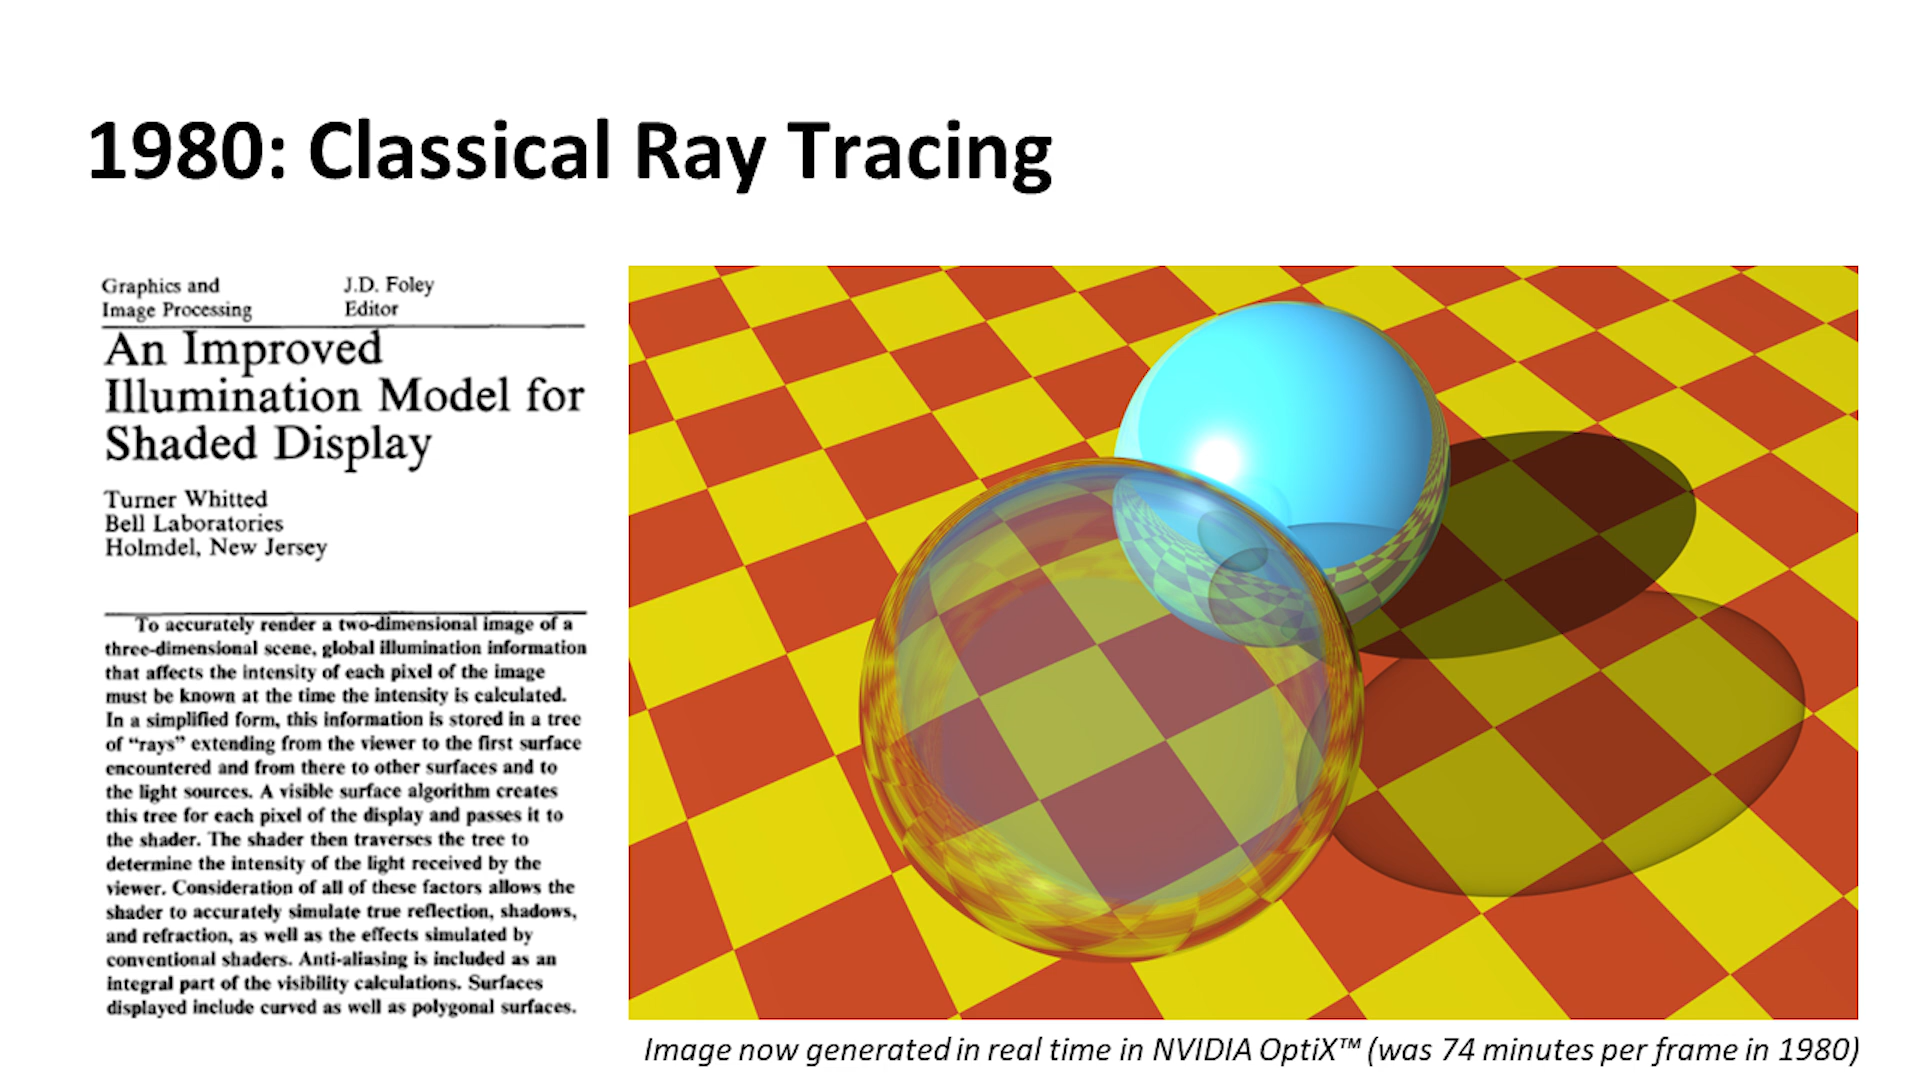 1980: Classical Ray Tracing
Graphics and J.D. Foley
Image Processing Editor
An Improved
Illumination Model for
Shaded Display
Turner Whitted
Bell Laboratories
Holmdel, New Jersey
To accurately render a two-dimensional image of a
three-dimensional scene, global illumination information
that affects the intensity of each pixel of the image
must be known at the time the intensity is calculated.
In a simplified form, this information is stored in a tree
of “rays” extending from the viewer to the first surface
encountered and from there to other surfaces and to
the light sources. A visible surface algorithm creates
this tree for each pixel of the display and passes it to
the shader. The shader then traverses the tree to
determine the intensity of the light received by the
viewer. Consideration of all of these factors allows the
shader to accurately simulate true reflection, shadows,
and refraction, as well as the effects simulated by
conventional shaders. Anti-aliasing is included as an
integral part of the visibility calculations. Surfaces
displayed include curved as well as polygonal surfaces.
Image now generated in real time in NVIDIA OptiX™ (was 74 minutes per frame in 1980)